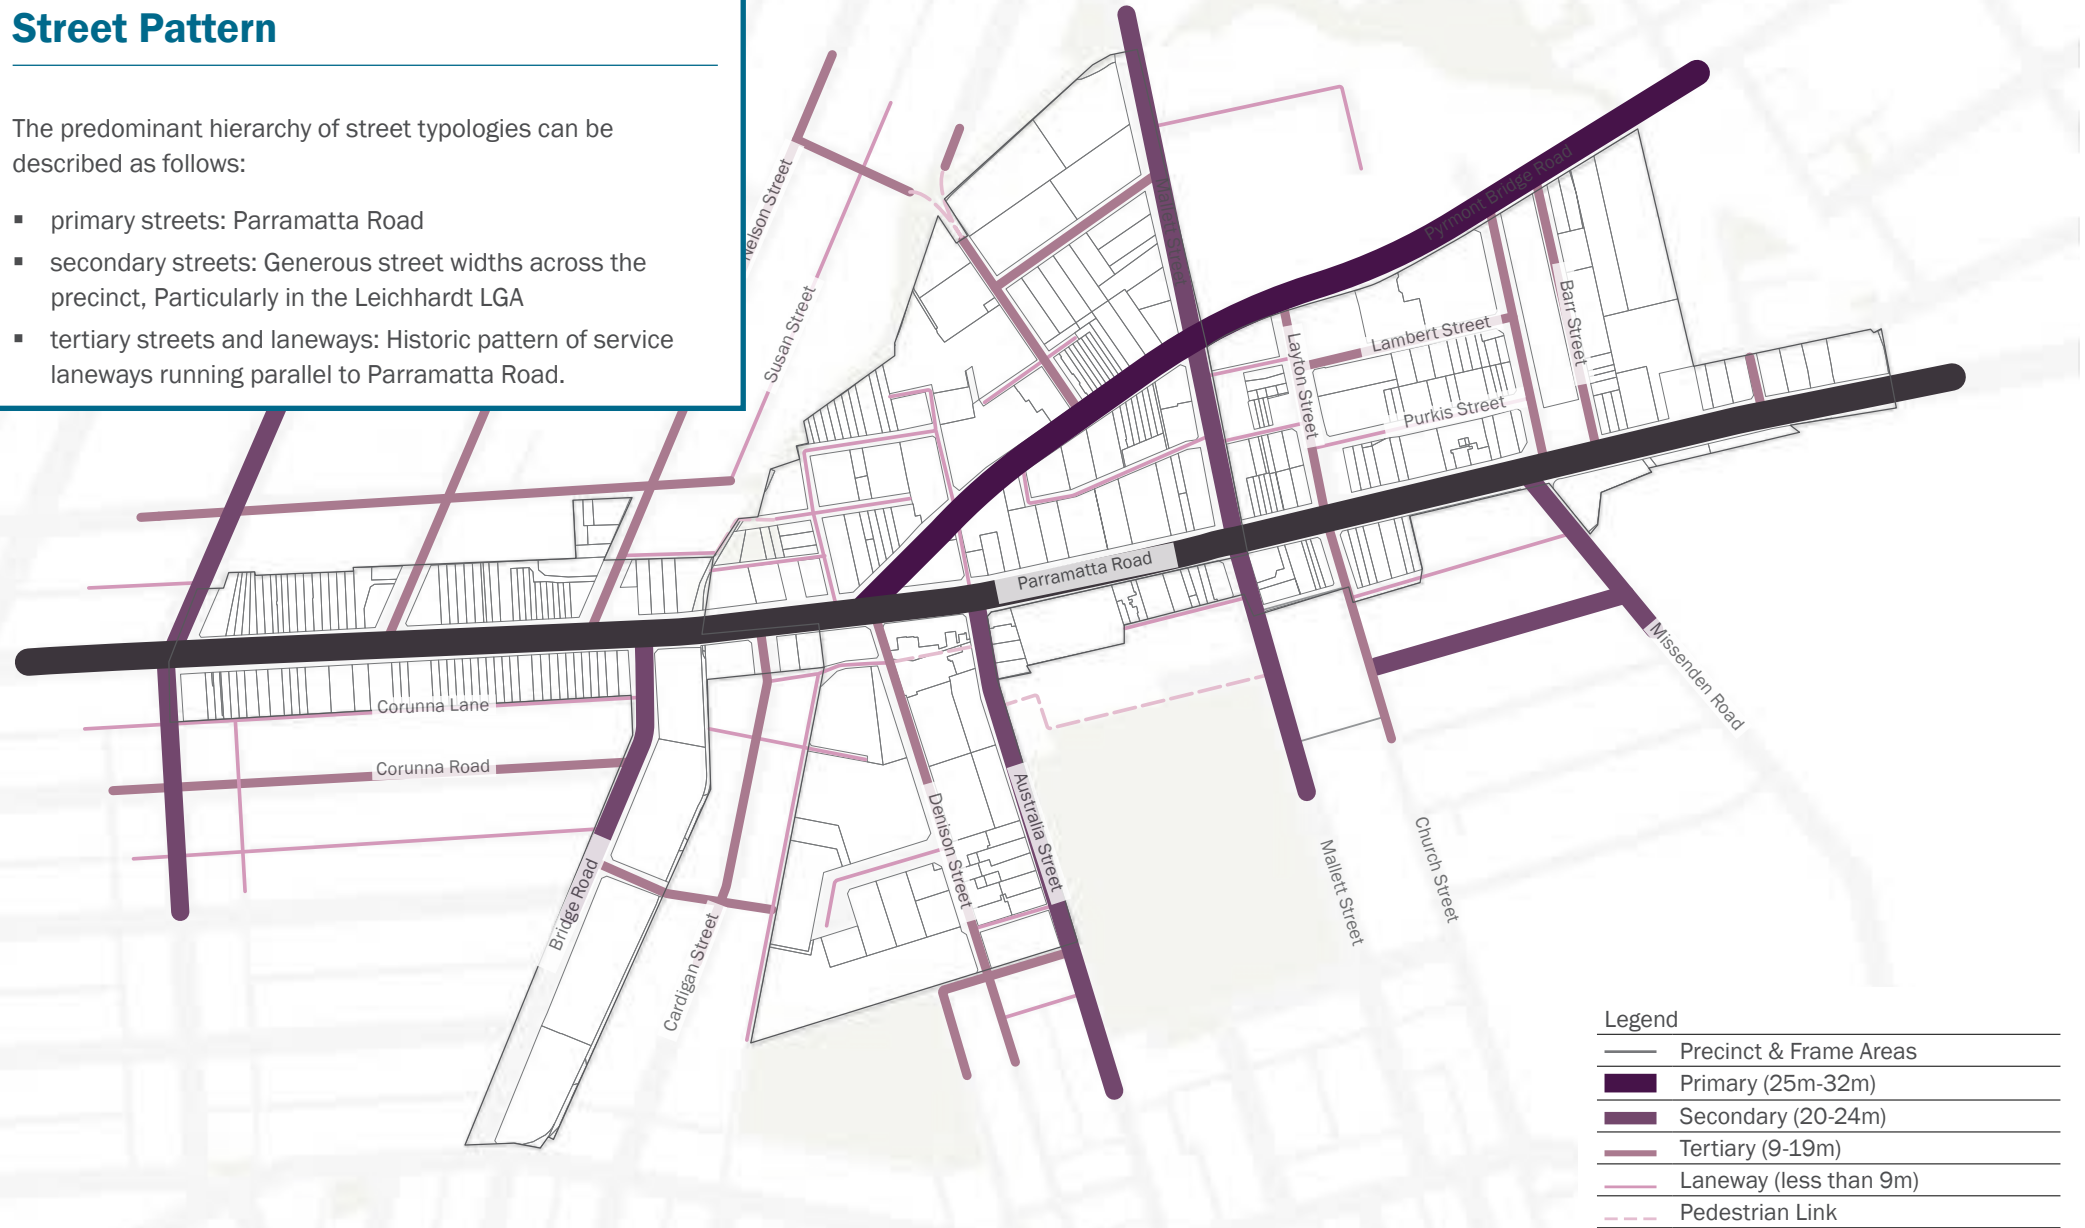 Street Pattern
The predominant hierarchy of street typologies can be
described as follows:
▪ primary streets: Parramatta Road
▪ secondary streets: Generous street widths across the
precinct, Particularly in the Leichhardt LGA
▪ tertiary streets and laneways: Historic pattern of service
laneways running parallel to Parramatta Road.
Nelson Street
Susan Street
Mallett Street
Pyrmont Bridge Road
Barr Street
Lambert Street
Layton Street
Purkis Street
Parramatta Road
Missenden Road
Corunna Lane
Corunna Road
Bridge Road
Cardigan Street
Denison Street
Australia Street
Mallett Street
Church Street
Legend
Precinct & Frame Areas
Primary (25m-32m)
Secondary (20-24m)
Tertiary (9-19m)
Laneway (less than 9m)
Pedestrian Link